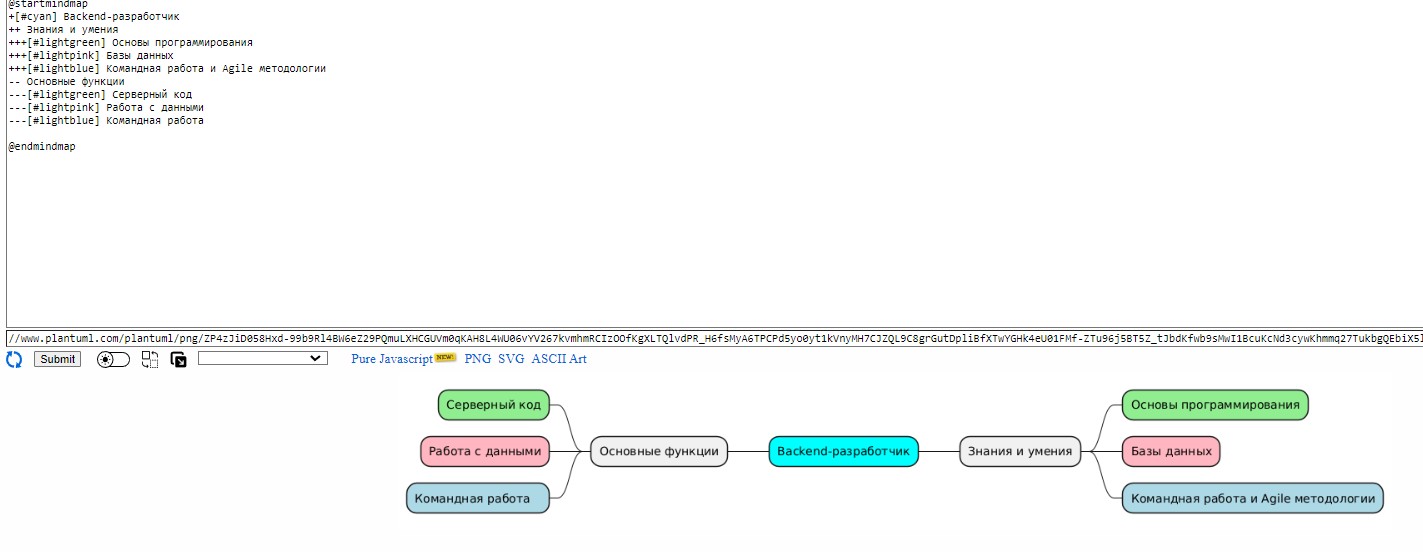 @startmindmap
+[#cyan] Backend-разработчик
++ Знания и умения
+++[#lightgreen] Основы программирования
+++[#lightpink] Базы данных
+++[#lightblue] Командная работа и Agile методологии
-- Основные функции
---[#lightgreen] Серверный код
---[#lightpink] Работа с данными
---[#lightblue] Командная работа
@endmindmap
Submit
Pure Javascript NEW! PNG SVG ASCII Art
Серверный код
Основы программирования
Работа с данными
Основные функции
Backend-разработчик
Знания и умения
Базы данных
Командная работа
Командная работа и Agile методологии